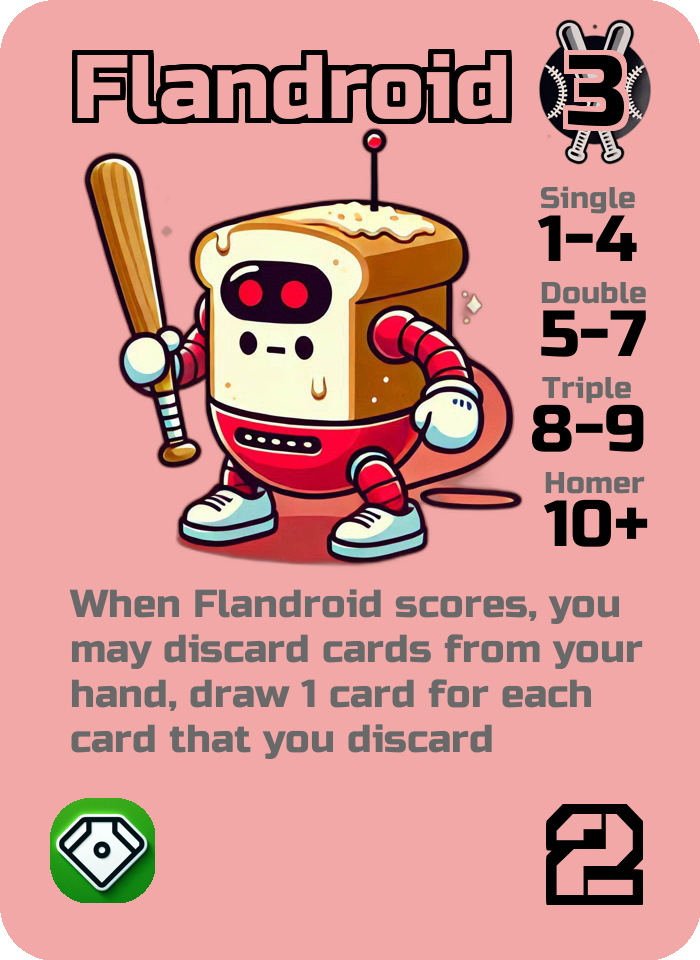 Flandroid
3
Single
1-4
Double
5-7
Triple
8-9
Homer
10+
When Flandroid scores, you
may discard cards from your
hand, draw 1 card for each
card that you discard
2